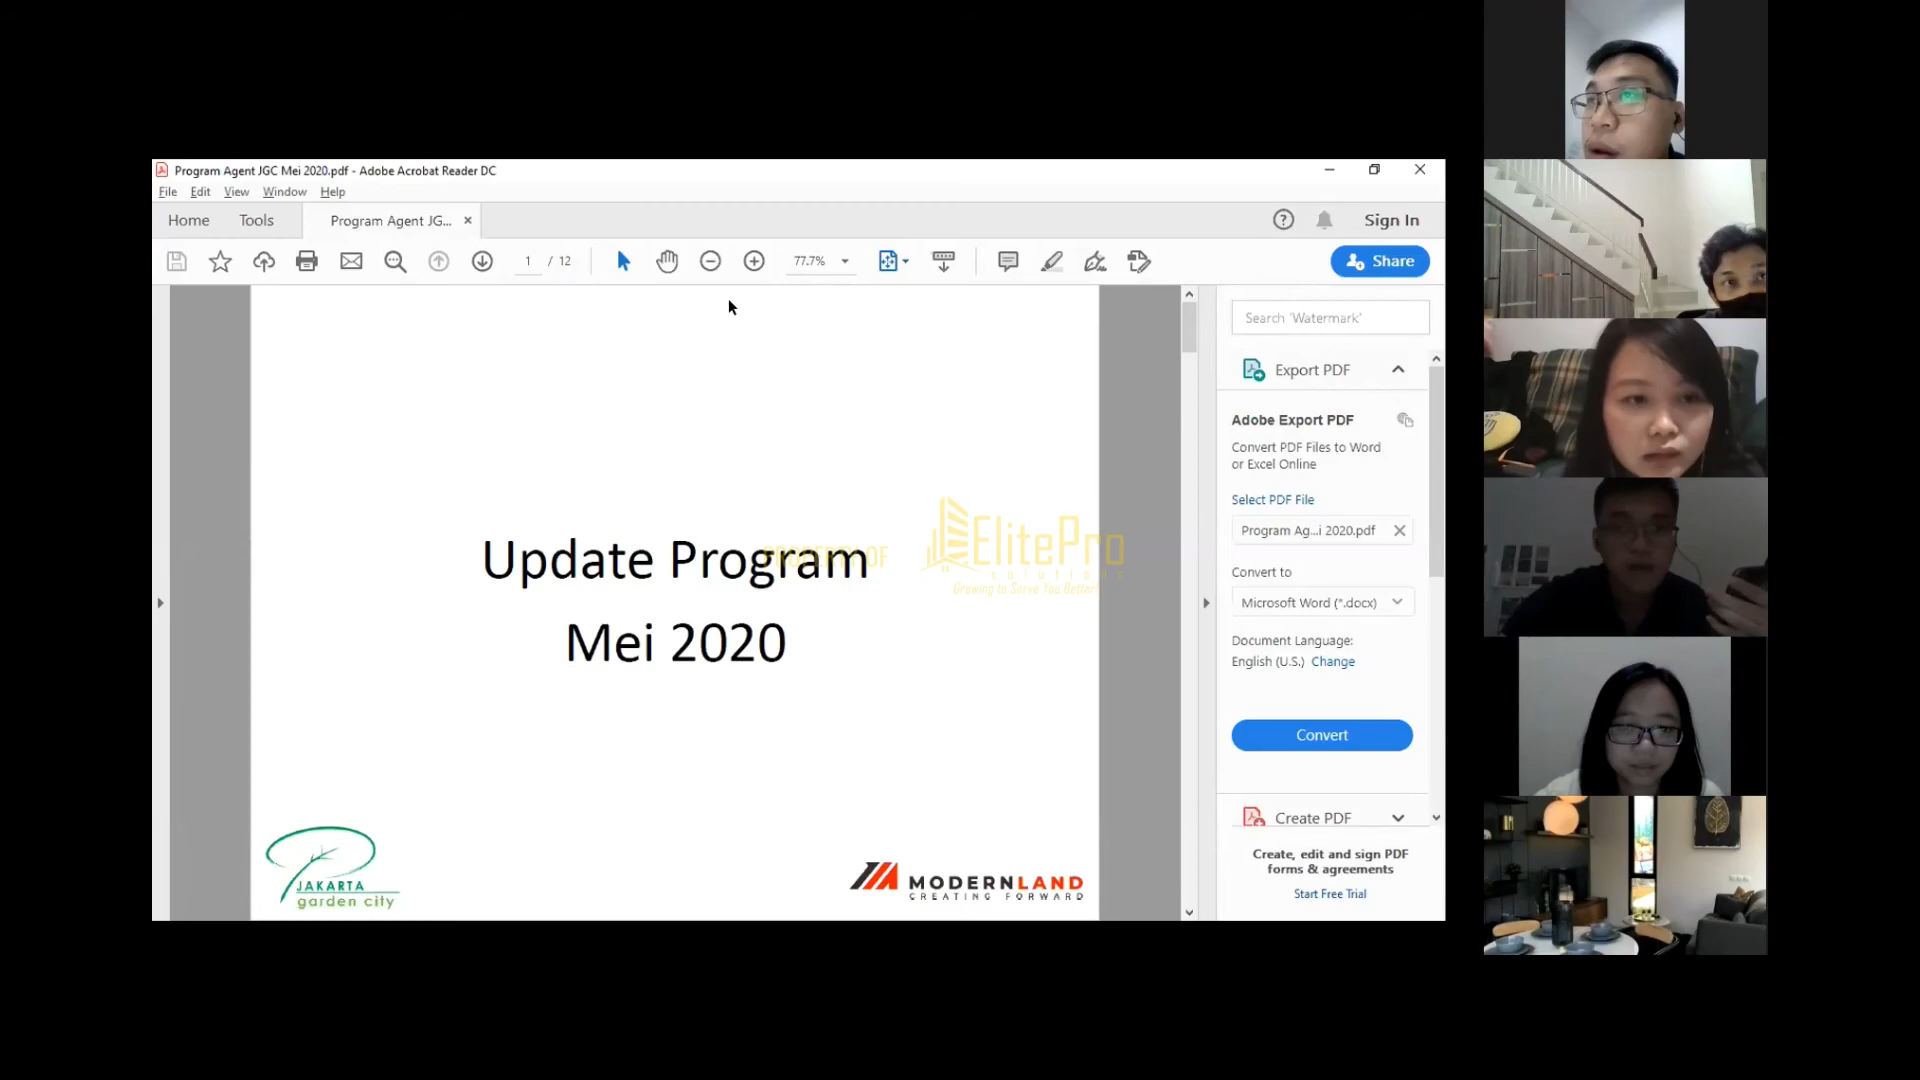 Program Agent JGC Mei 2020.pdf - Adobe Acrobat Reader DC
File Edit View Window Help
Home Tools Program Agent JG... Sign In
1 / 12 77.7% Share
Search 'Watermark'
Export PDF
Adobe Export PDF
Convert PDF Files to Word
or Excel Online
Select PDF File
Program Ag...i 2020.pdf
Convert to
Microsoft Word (*.docx)
Document Language:
English (U.S.) Change
Convert
Create PDF
Create, edit and sign PDF
forms & agreements
Start Free Trial
Update Program
Mei 2020
PROPERTY OF
ElitePro
solutions
Growing to Serve You Better!
JAKARTA
garden city
MODERNLAND
CREATING FORWARD